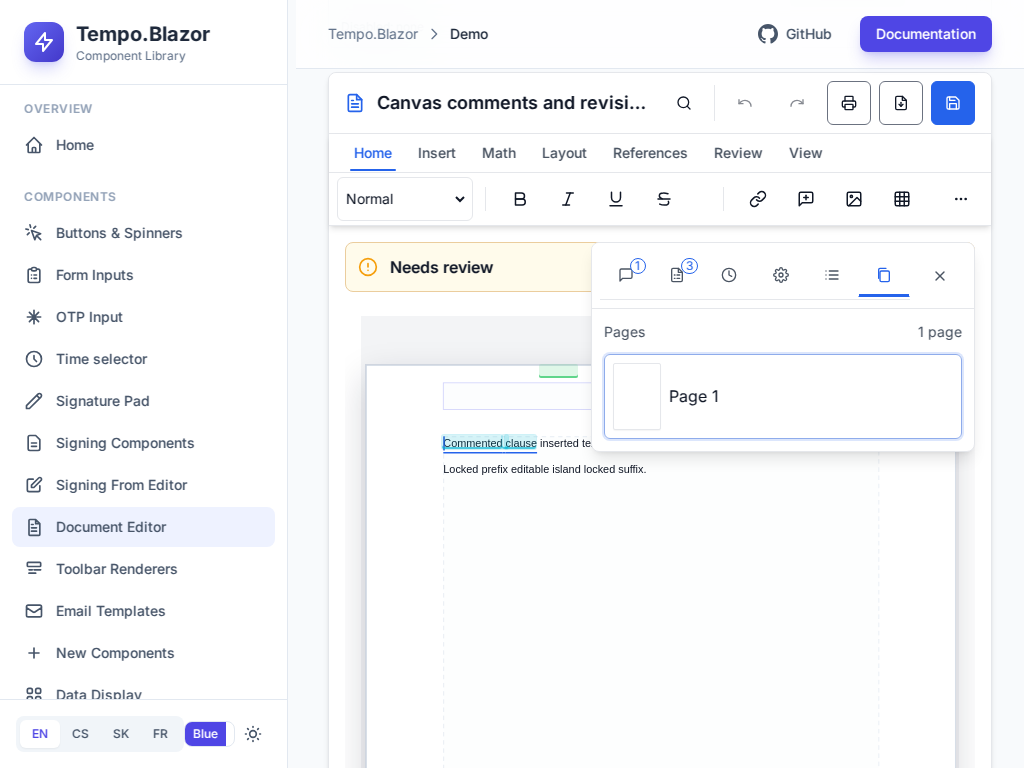 Tempo.Blazor
Component Library
OVERVIEW
Home
COMPONENTS
Buttons & Spinners
Form Inputs
OTP Input
Time selector
Signature Pad
Signing Components
Signing From Editor
Document Editor
Toolbar Renderers
Email Templates
New Components
Data Display
EN CS SK FR Blue
Tempo.Blazor > Demo
GitHub
Documentation
Canvas comments and revisi...
Home Insert Math Layout References Review View
Normal
Needs review
1 3
Pages 1 page
Page 1
Commented clause inserted te
Locked prefix editable island locked suffix.